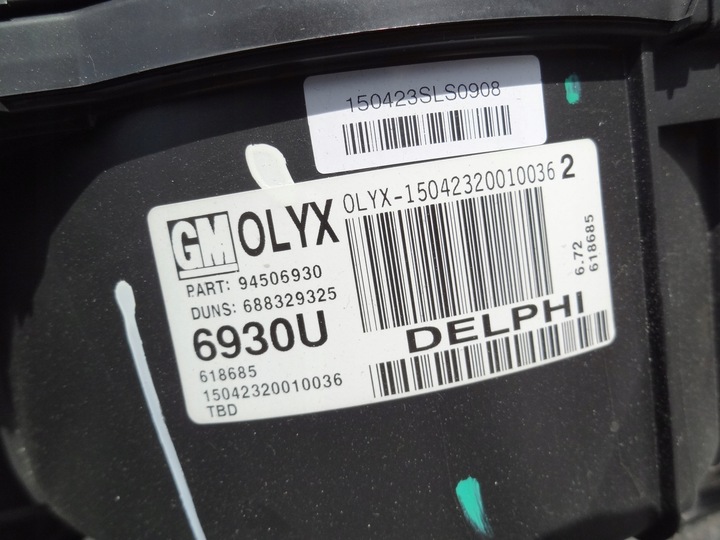 150423SLS0908
GM OLYX
OLYX-15042320010036 2
PART: 94506930
DUNS: 688329325
6930U
618685
15042320010036
TBD
DELPHI
6.72
618685